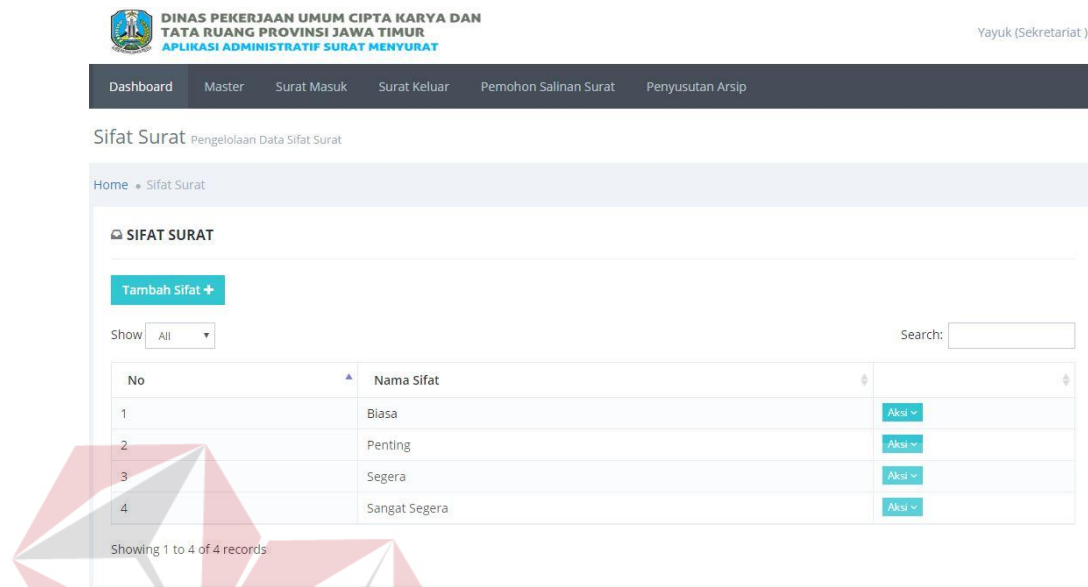 DINAS PEKERJAAN UMUM CIPTA KARYA DAN
TATA RUANG PROVINSI JAWA TIMUR
APLIKASI ADMINISTRATIF SURAT MENYURAT
Yayuk (Sekretariat )
Dashboard Master Surat Masuk Surat Keluar Pemohon Salinan Surat Penyusutan Arsip
Sifat Surat Pengelolaan Data Sifat Surat
Home Sifat Surat
SIFAT SURAT
Tambah Sifat +
Show All Search:
No Nama Sifat
1 Biasa Aksi
2 Penting Aksi
3 Segera Aksi
4 Sangat Segera Aksi
Showing 1 to 4 of 4 records